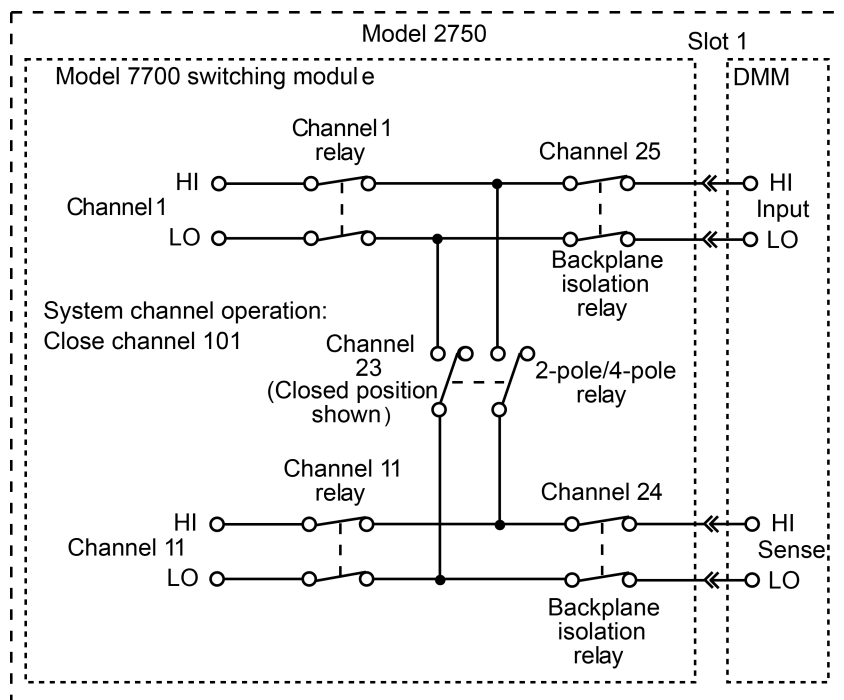 Model 2750
Slot 1
Model 7700 switching module
DMM
Channel 1
relay
Channel 25
HI
HI
Channel 1
Input
LO
LO
Backplane
isolation
relay
System channel operation:
Close channel 101
Channel
23
(Closed position
shown)
2-pole/4-pole
relay
Channel 11
relay
Channel 24
HI
HI
Channel 11
Sense
LO
LO
Backplane
isolation
relay